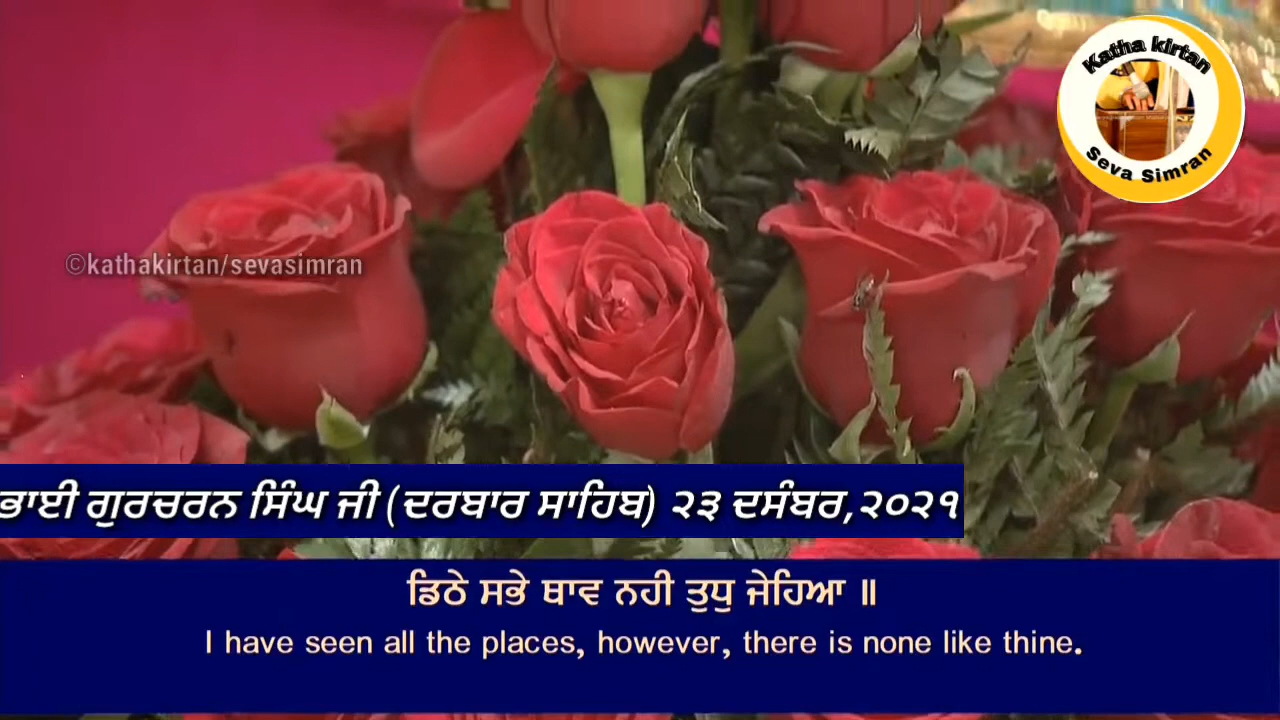 Katha kirtan
Seva Simran
©kathakirtan/sevasimran
ਭਾਈ ਗੁਰਚਰਨ ਸਿੰਘ ਜੀ (ਦਰਬਾਰ ਸਾਹਿਬ) ੨੩ ਦਸੰਬਰ,੨੦੨੧
ਡਿਠੇ ਸਭੇ ਥਾਵ ਨਹੀ ਤੁਧੁ ਜੇਹਿਆ ॥
I have seen all the places, however, there is none like thine.